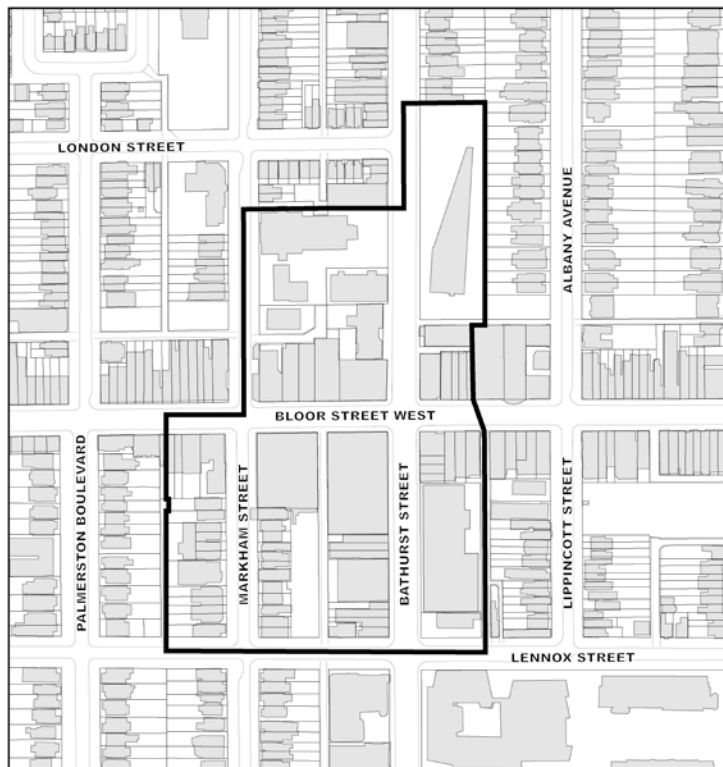 LONDON STREET
ALBANY AVENUE
BLOOR STREET WEST
PALMERSTON BOULEVARD
MARKHAM STREET
BATHURST STREET
LIPPINCOTT STREET
LENNOX STREET